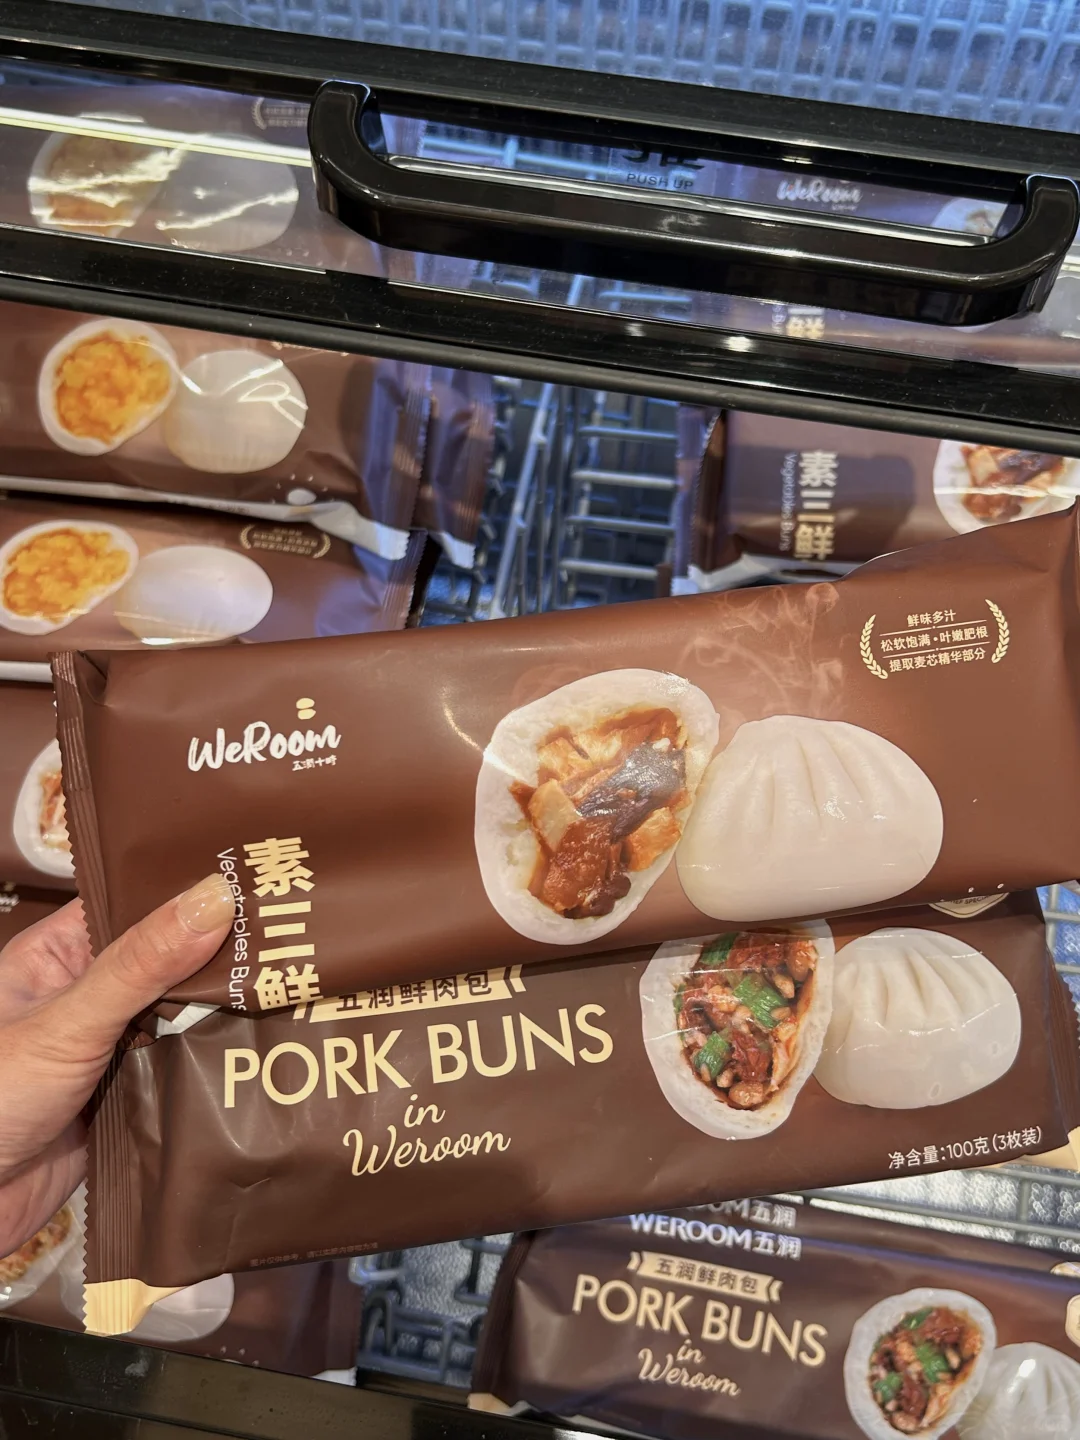 PUSH UP
WeRoom
素三鲜
Vegetables Buns
鲜味多汁
松软饱满•叶嫩肥根
提取麦芯精华部分
WeRoom
五润十时
素三鲜
Vegetables Buns
五润鲜肉包
PORK BUNS
in
Weroom
净含量:100克(3枚装)
WEROOM五润
五润鲜肉包
PORK BUNS
in
Weroom